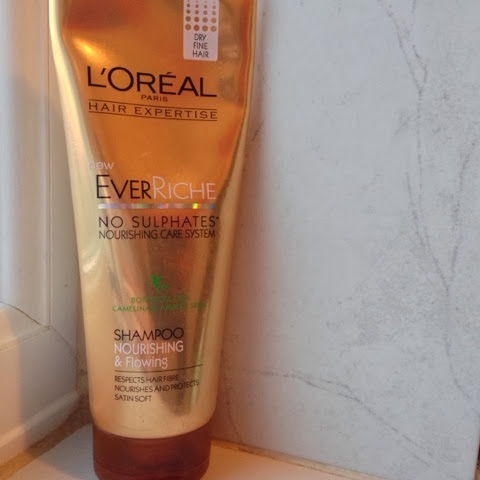 DRY
FINE
HAIR
L'ORÉAL
PARIS
HAIR EXPERTISE
new
EVERRICHE
NO SULPHATES*
NOURISHING CARE SYSTEM
CAMELINA
SHAMPOO
NOURISHING
& Flowing
RESPECTS HAIR FIBRE
NOURISHES AND PROTECTS
SATIN SOFT